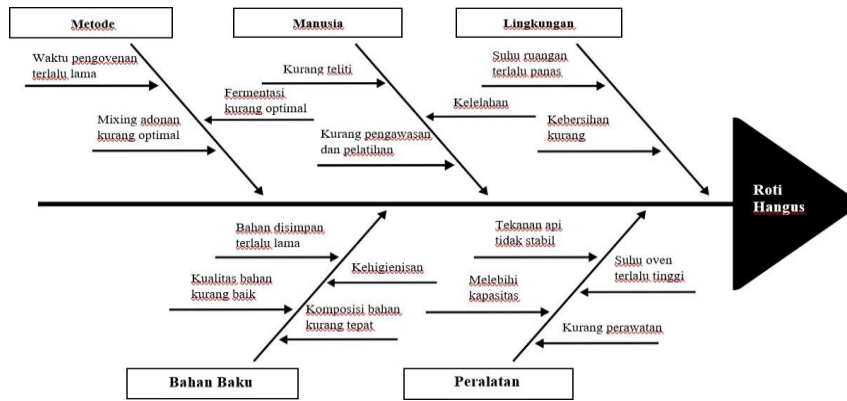 Metode
Manusia
Lingkungan
Waktu pengovenan
terlalu lama
Kurang teliti
Suhu ruangan
terlalu panas
Fermentasi
kurang optimal
Kelelahan
Mixing adonan
kurang optimal
Kurang pengawasan
dan pelatihan
Kebersihan
kurang
Roti
Hangus
Bahan disimpan
terlalu lama
Tekanan api
tidak stabil
Kehigienisan
Suhu oven
terlalu tinggi
Kualitas bahan
kurang baik
Melebihi
kapasitas
Komposisi bahan
kurang tepat
Kurang perawatan
Bahan Baku
Peralatan